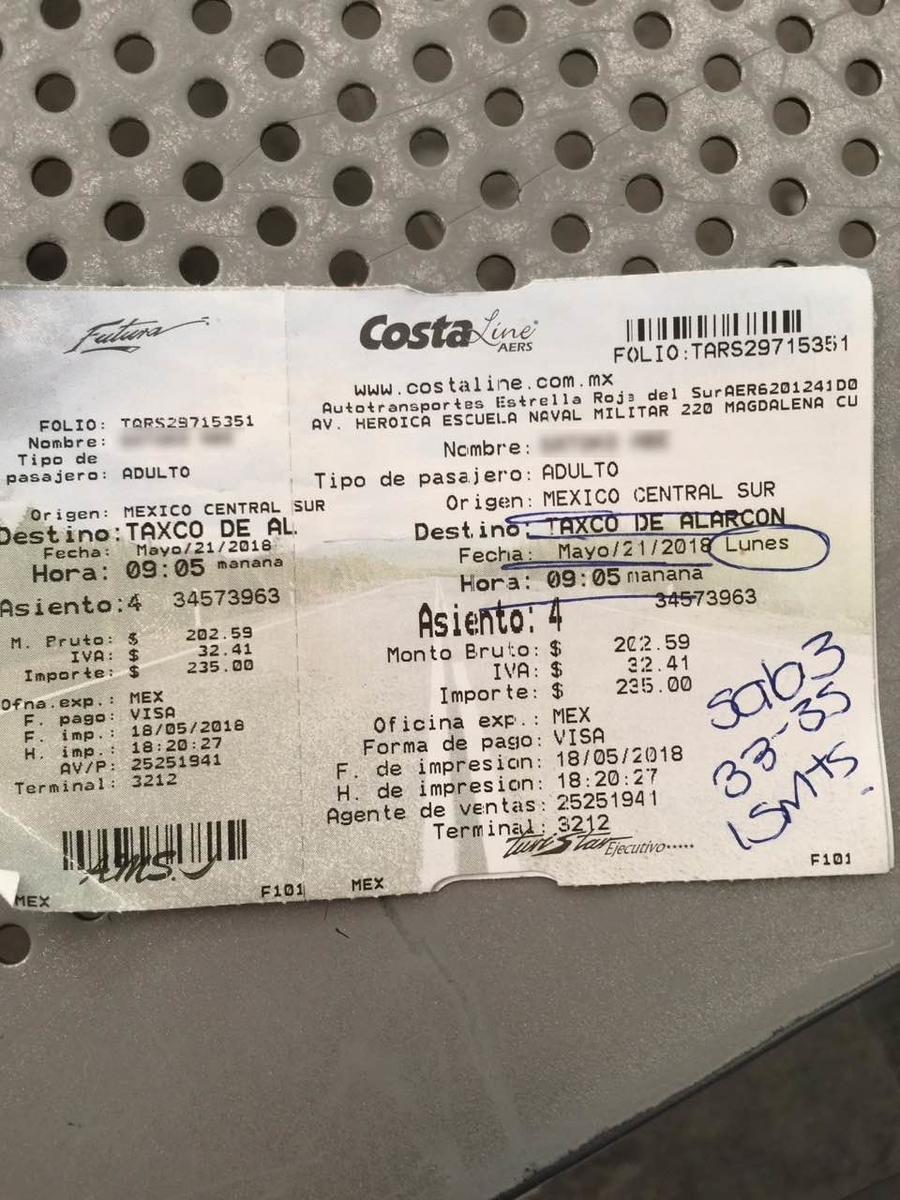 Futura
FOLIO: TARS29715351
Nombre:
Tipo de
pasajero: ADULTO
Origen: MEXICO CENTRAL SUR
Destino: TAXCO DE AL.
Fecha: Mayo/21/2018
Hora: 09:05 manana
Asiento:4 34573963
M. Pruto: $ 202.59
IVA: $ 32.41
Importe: $ 235.00
Ofna.exp.: MEX
F. pago: VISA
F. imp.: 18/05/2018
H. imp.: 18:20:27
AV/P: 25251941
Terminal: 3212
AMS.
MEX F101
Costa Line
AERS
FOLIO:TARS29715351
www.costaline.com.mx
Autotransportes Estrella Roja del SurAER6201241D0
AV. HEROICA ESCUELA NAVAL MILITAR 220 MAGDALENA CU
Nombre:
Tipo de pasajero: ADULTO
Origen: MEXICO CENTRAL SUR
Destino: TAXCO DE ALARCON
Fecha: Mayo/21/2018 Lunes
Hora: 09:05 manana
34573963
Asiento: 4
Monto Bruto: $ 202.59
IVA: $ 32.41
Importe: $ 235.00
Oficina exp.: MEX
Forma de pago: VISA
F. de impresion: 18/05/2018
H. de impresion: 18:20:27
Agente de ventas: 25251941
Terminal: 3212
Turistar Ejecutivo
MEX F101
33-35